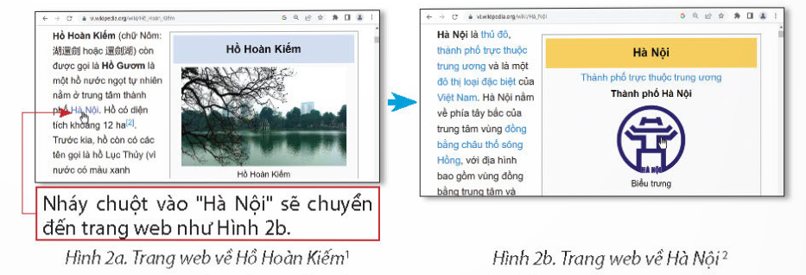 vi.wikipedia.org/wiki/Hồ_Hoàn_Kiếm
Hồ Hoàn Kiếm (chữ Nôm:
湖還劍 hoặc 還劍湖) còn
được gọi là Hồ Gươm là
một hồ nước ngọt tự nhiên
nằm ở trung tâm thành
phố Hà Nội. Hồ có diện
tích khoảng 12 ha[2].
Trước kia, hồ còn có các
tên gọi là hồ Lục Thủy (vì
nước có màu xanh
Hồ Hoàn Kiếm
Hồ Hoàn Kiếm
Nháy chuột vào "Hà Nội" sẽ chuyển
đến trang web như Hình 2b.
Hình 2a. Trang web về Hồ Hoàn Kiếm1
vi.wikipedia.org/wiki/Hà_Nội
Hà Nội là thủ đô,
thành phố trực thuộc
trung ương và là một
đô thị loại đặc biệt của
Việt Nam. Hà Nội nằm
về phía tây bắc của
trung tâm vùng đồng
bằng châu thổ sông
Hồng, với địa hình
bao gồm vùng đồng
bằng trung tâm và
Hà Nội
Thành phố trực thuộc trung ương
Thành phố Hà Nội
HÀ NỘI
Biểu trưng
Hình 2b. Trang web về Hà Nội2